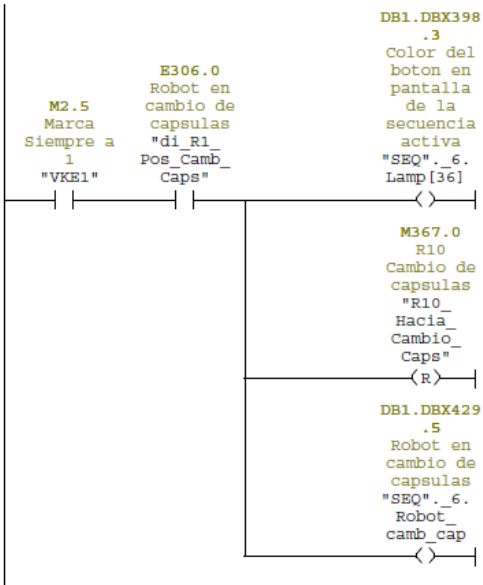 DB1.DBX398
.3
Color del
boton en
pantalla
de la
secuencia
activa
"SEQ"._6.
Lamp[36]
E306.0
Robot en
cambio de
capsulas
"di_R1_
Pos_Camb_
Caps"
M2.5
Marca
Siempre a
1
"VKE1"
M367.0
R10
Cambio de
capsulas
"R10_
Hacia_
Cambio_
Caps"
R
DB1.DBX429
.5
Robot en
cambio de
capsulas
"SEQ"._6.
Robot_
camb_cap